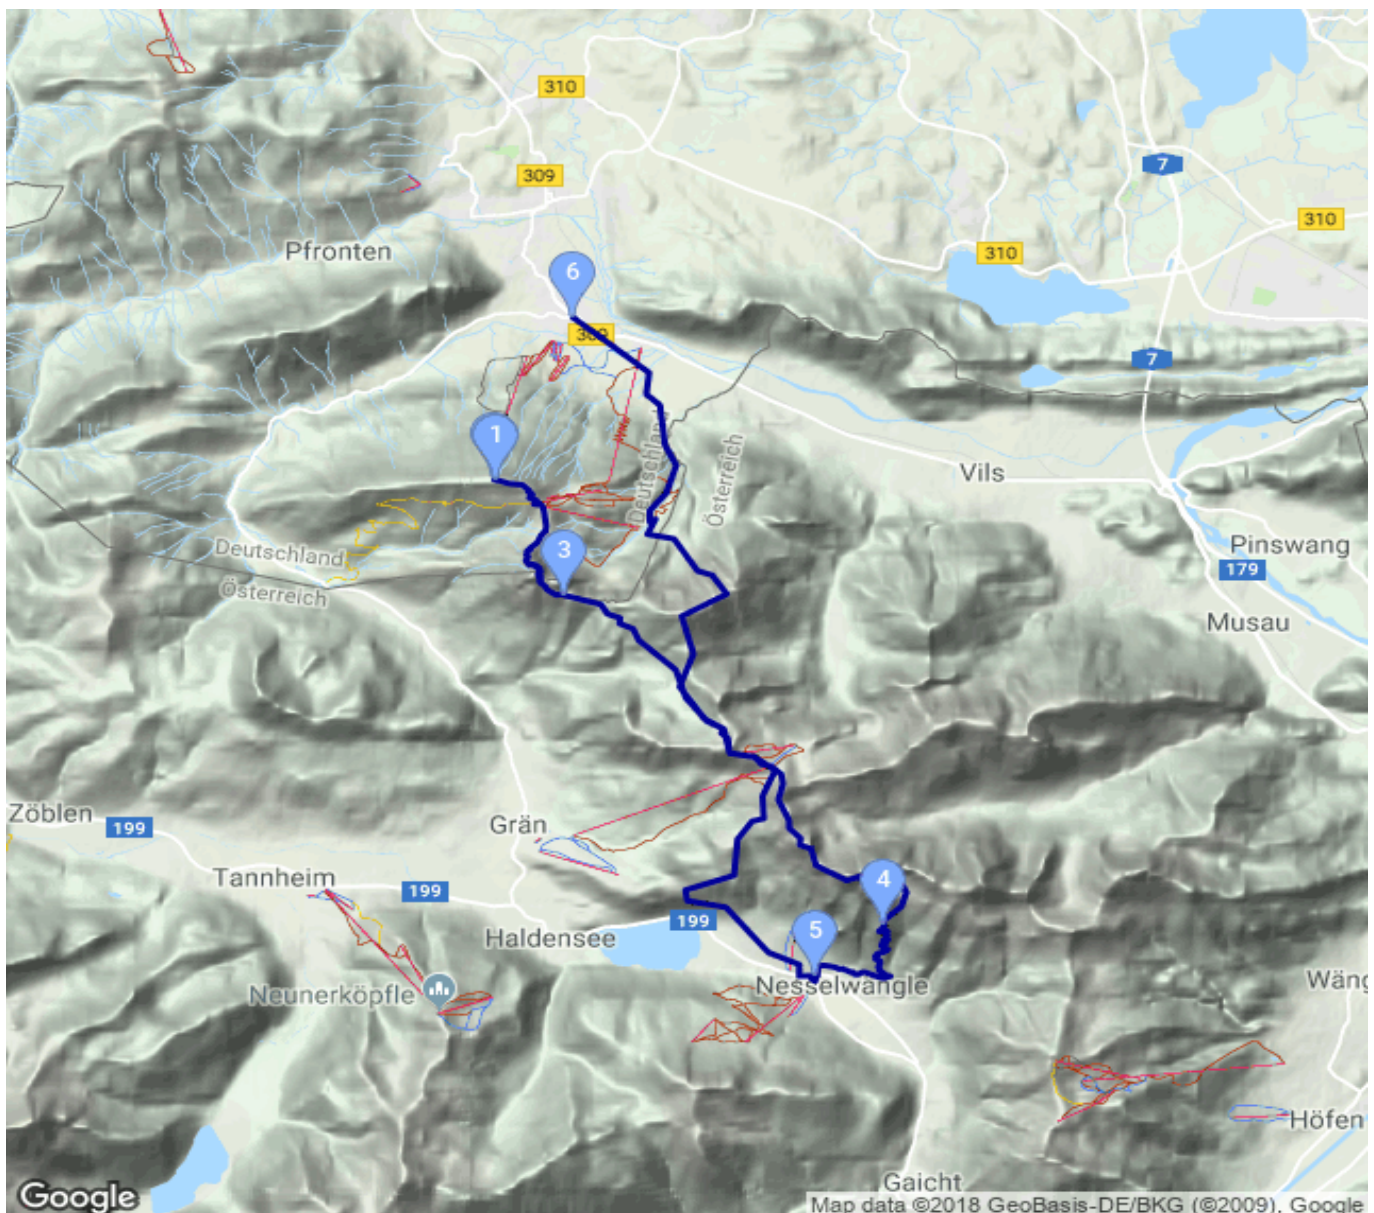 310
309
7
310
Pfronten
310
6
309
7
1
Deutschland
Österreich
Vils
3
Deutschland
Österreich
Pinswang
179
Musau
Zöblen
199
Grän
Tannheim
199
4
199
5
Haldensee
Nesselwängle
Wäng
Neunerköpfle
Höfen
Gaicht
Google
Map data ©2018 GeoBasis-DE/BKG (©2009), Google